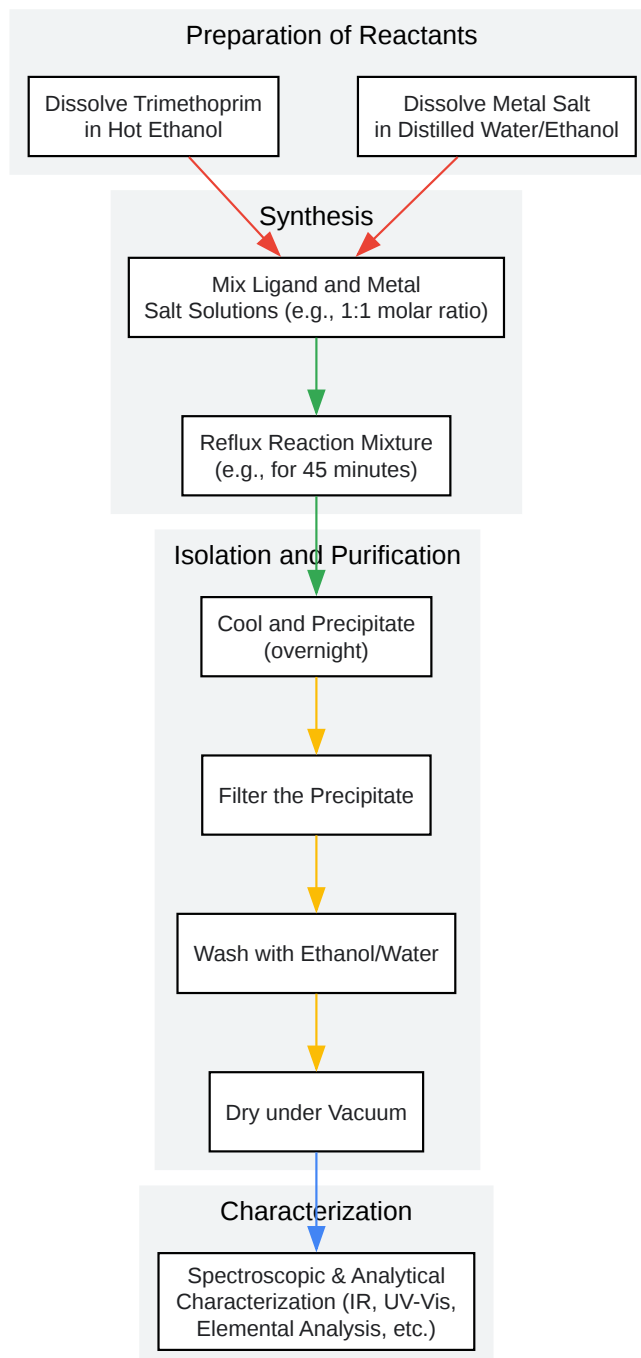 Preparation of Reactants
Dissolve Trimethoprim
in Hot Ethanol
Dissolve Metal Salt
in Distilled Water/Ethanol
Synthesis
Mix Ligand and Metal
Salt Solutions (e.g., 1:1 molar ratio)
Reflux Reaction Mixture
(e.g., for 45 minutes)
Isolation and Purification
Cool and Precipitate
(overnight)
Filter the Precipitate
Wash with Ethanol/Water
Dry under Vacuum
Characterization
Spectroscopic & Analytical
Characterization (IR, UV-Vis,
Elemental Analysis, etc.)